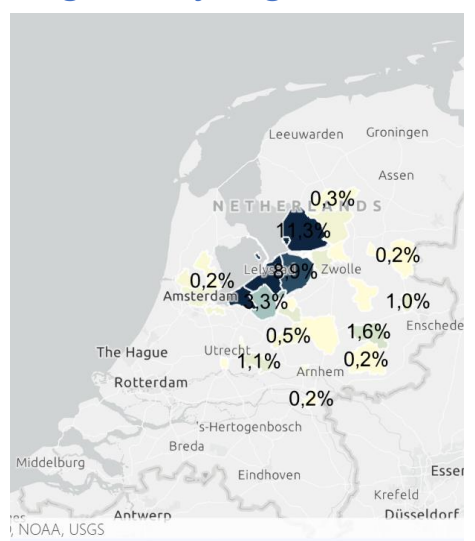 Leeuwarden
Groningen
Assen
NETHERLANDS
0,3%
11,3%
0,2%
8,9%
Zwolle
0,2%
Amsterdam
3,3%
1,0%
Enschede
0,5%
1,6%
Utrecht
1,1%
0,2%
The Hague
Arnhem
Rotterdam
0,2%
's-Hertogenbosch
Breda
Middelburg
Eindhoven
Essen
Krefeld
Antwerp
Düsseldorf
, NOAA, USGS